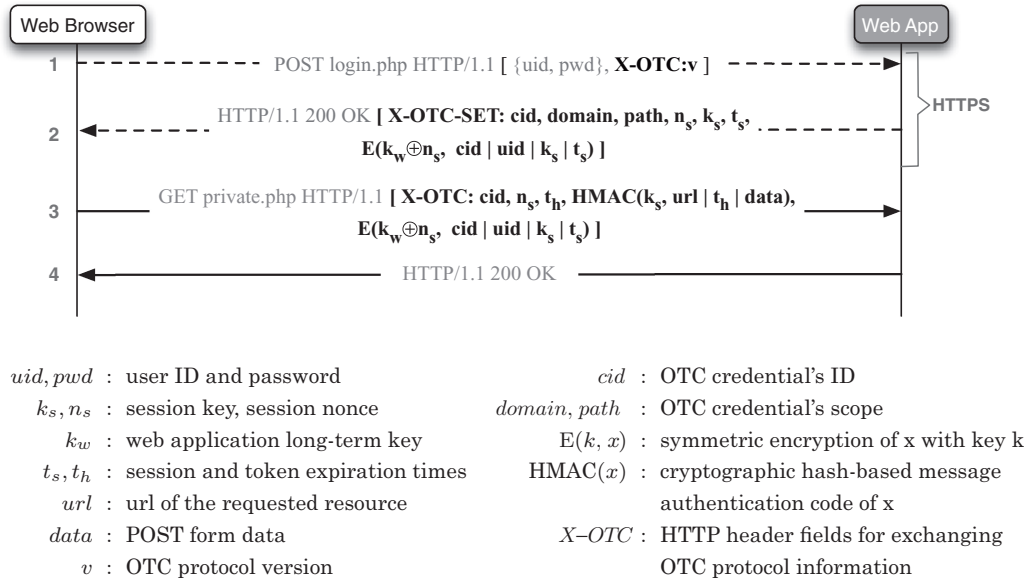 Web Browser
Web App
1 POST login.php HTTP/1.1 [ {uid, pwd}, X-OTC:v ]
HTTPS
2 HTTP/1.1 200 OK [ X-OTC-SET: cid, domain, path, nₛ, kₛ, tₛ,
E(k_w⊕nₛ, cid | uid | kₛ | tₛ) ]
3 GET private.php HTTP/1.1 [ X-OTC: cid, nₛ, tₕ, HMAC(kₛ, url | tₕ | data),
E(k_w⊕nₛ, cid | uid | kₛ | tₛ) ]
4 HTTP/1.1 200 OK
uid, pwd : user ID and password
kₛ, nₛ : session key, session nonce
k_w : web application long-term key
tₛ, tₕ : session and token expiration times
url : url of the requested resource
data : POST form data
v : OTC protocol version
cid : OTC credential's ID
domain, path : OTC credential's scope
E(k, x) : symmetric encryption of x with key k
HMAC(x) : cryptographic hash-based message
authentication code of x
X–OTC : HTTP header fields for exchanging
OTC protocol information